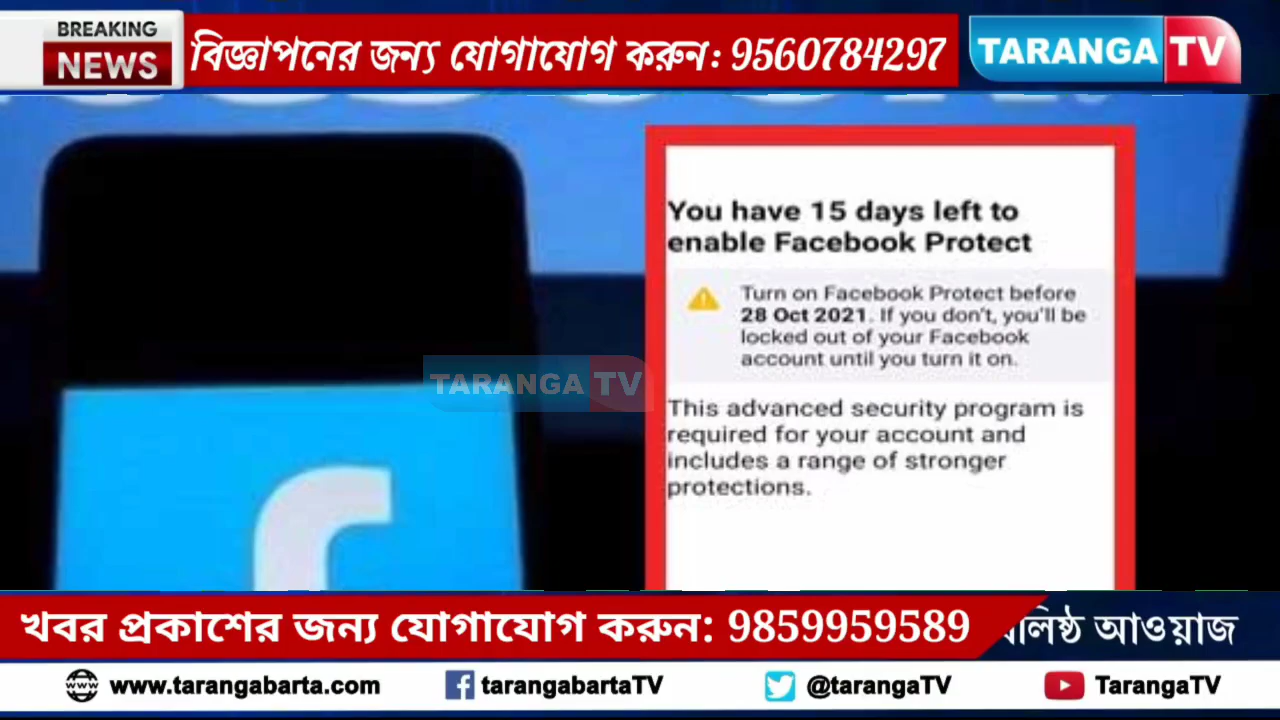 BREAKING
NEWS
বিজ্ঞাপনের জন্য যোগাযোগ করুন: 9560784297
TARANGA TV
You have 15 days left to
enable Facebook Protect
Turn on Facebook Protect before
28 Oct 2021. If you don't, you'll be
locked out of your Facebook
account until you turn it on.
This advanced security program is
required for your account and
includes a range of stronger
protections.
TARANGA TV
খবর প্রকাশের জন্য যোগাযোগ করুন: 9859959589
আওয়াজ
www.tarangabarta.com
tarangabartaTV
@tarangaTV
TarangaTV